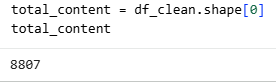 total_content = df_clean.shape[0]
total_content
8807